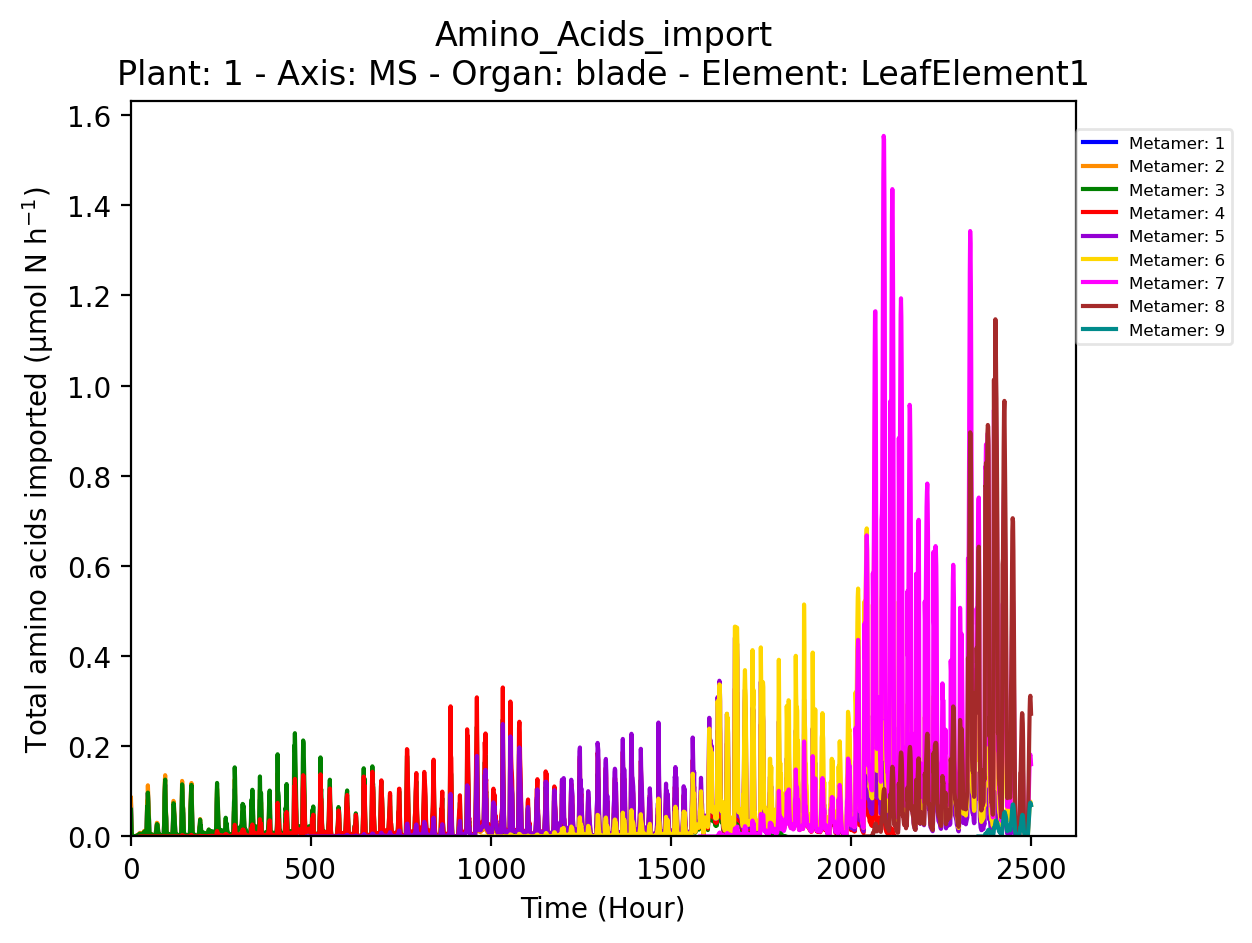 Amino_Acids_import
Plant: 1 - Axis: MS - Organ: blade - Element: LeafElement1
Total amino acids imported (µmol N h⁻¹)
1.6
1.4
1.2
1.0
0.8
0.6
0.4
0.2
0.0
0
500
1000
1500
2000
2500
Time (Hour)
Metamer: 1
Metamer: 2
Metamer: 3
Metamer: 4
Metamer: 5
Metamer: 6
Metamer: 7
Metamer: 8
Metamer: 9